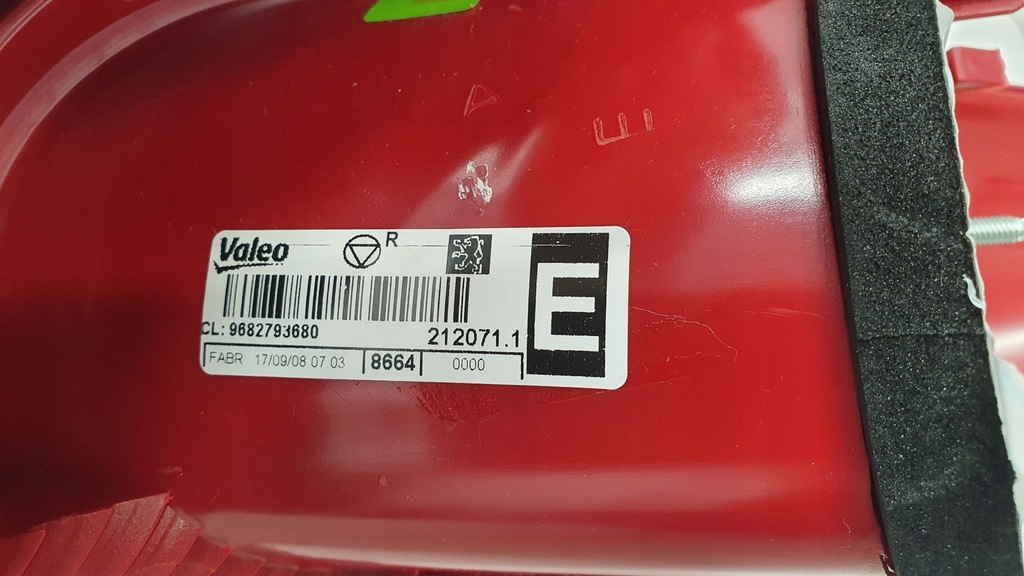 E
Valeo R
CL: 9682793680 212071.1
FABR 17/09/08 07 03 8664 0000
E